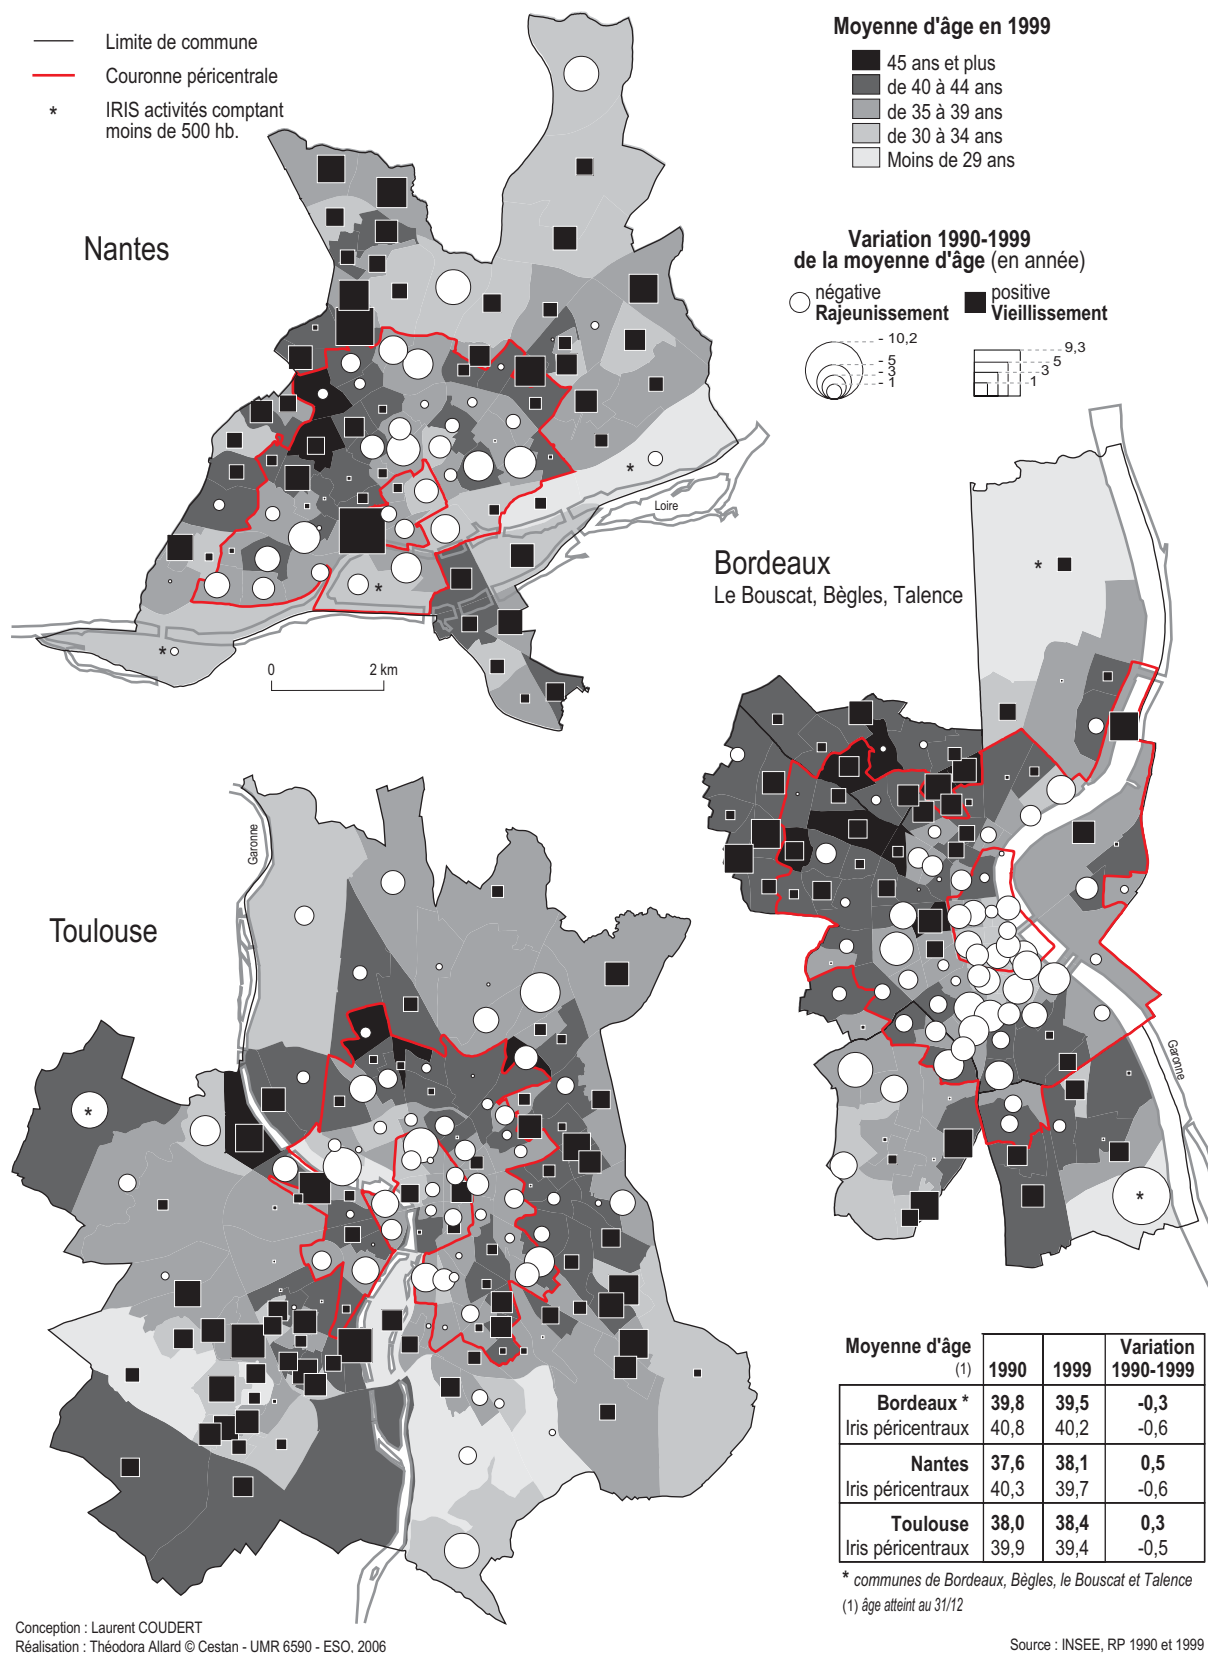 Limite de commune
Couronne péricentrale
* IRIS activités comptant
moins de 500 hb.
Moyenne d'âge en 1999
45 ans et plus
de 40 à 44 ans
de 35 à 39 ans
de 30 à 34 ans
Moins de 29 ans
Variation 1990-1999
de la moyenne d'âge (en année)
négative
Rajeunissement
positive
Vieillissement
- 10,2
- 5
- 3
- 1
9,3
5
3
1
Nantes
*
Loire
*
*
0 2 km
Bordeaux
Le Bouscat, Bègles, Talence
*
Garonne
*
Toulouse
Garonne
*
Moyenne d'âge (1) 1990 1999 Variation 1990-1999
Bordeaux * 39,8 39,5 -0,3
Iris péricentraux 40,8 40,2 -0,6
Nantes 37,6 38,1 0,5
Iris péricentraux 40,3 39,7 -0,6
Toulouse 38,0 38,4 0,3
Iris péricentraux 39,9 39,4 -0,5
* communes de Bordeaux, Bègles, le Bouscat et Talence
(1) âge atteint au 31/12
Conception : Laurent COUDERT
Réalisation : Théodora Allard © Cestan - UMR 6590 - ESO, 2006
Source : INSEE, RP 1990 et 1999